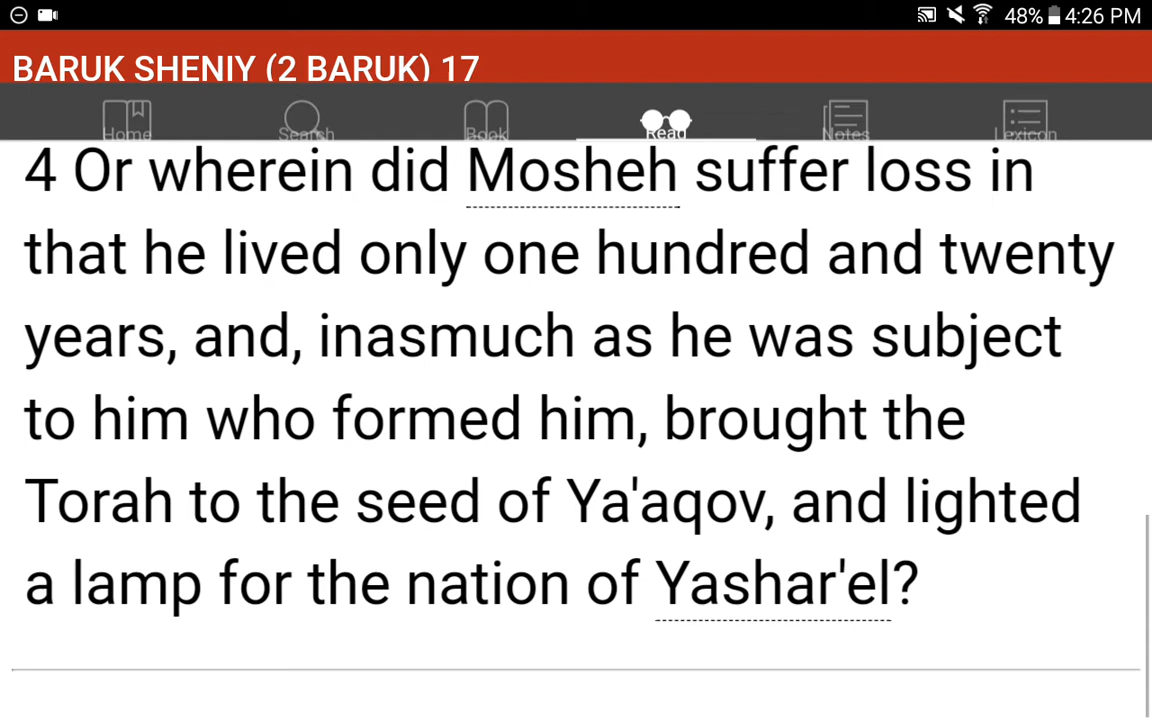 48% 4:26 PM
BARUK SHENIY (2 BARUK) 17
Home Search Book Read Notes Lexicon
4 Or wherein did Mosheh suffer loss in
that he lived only one hundred and twenty
years, and, inasmuch as he was subject
to him who formed him, brought the
Torah to the seed of Ya'aqov, and lighted
a lamp for the nation of Yashar'el?